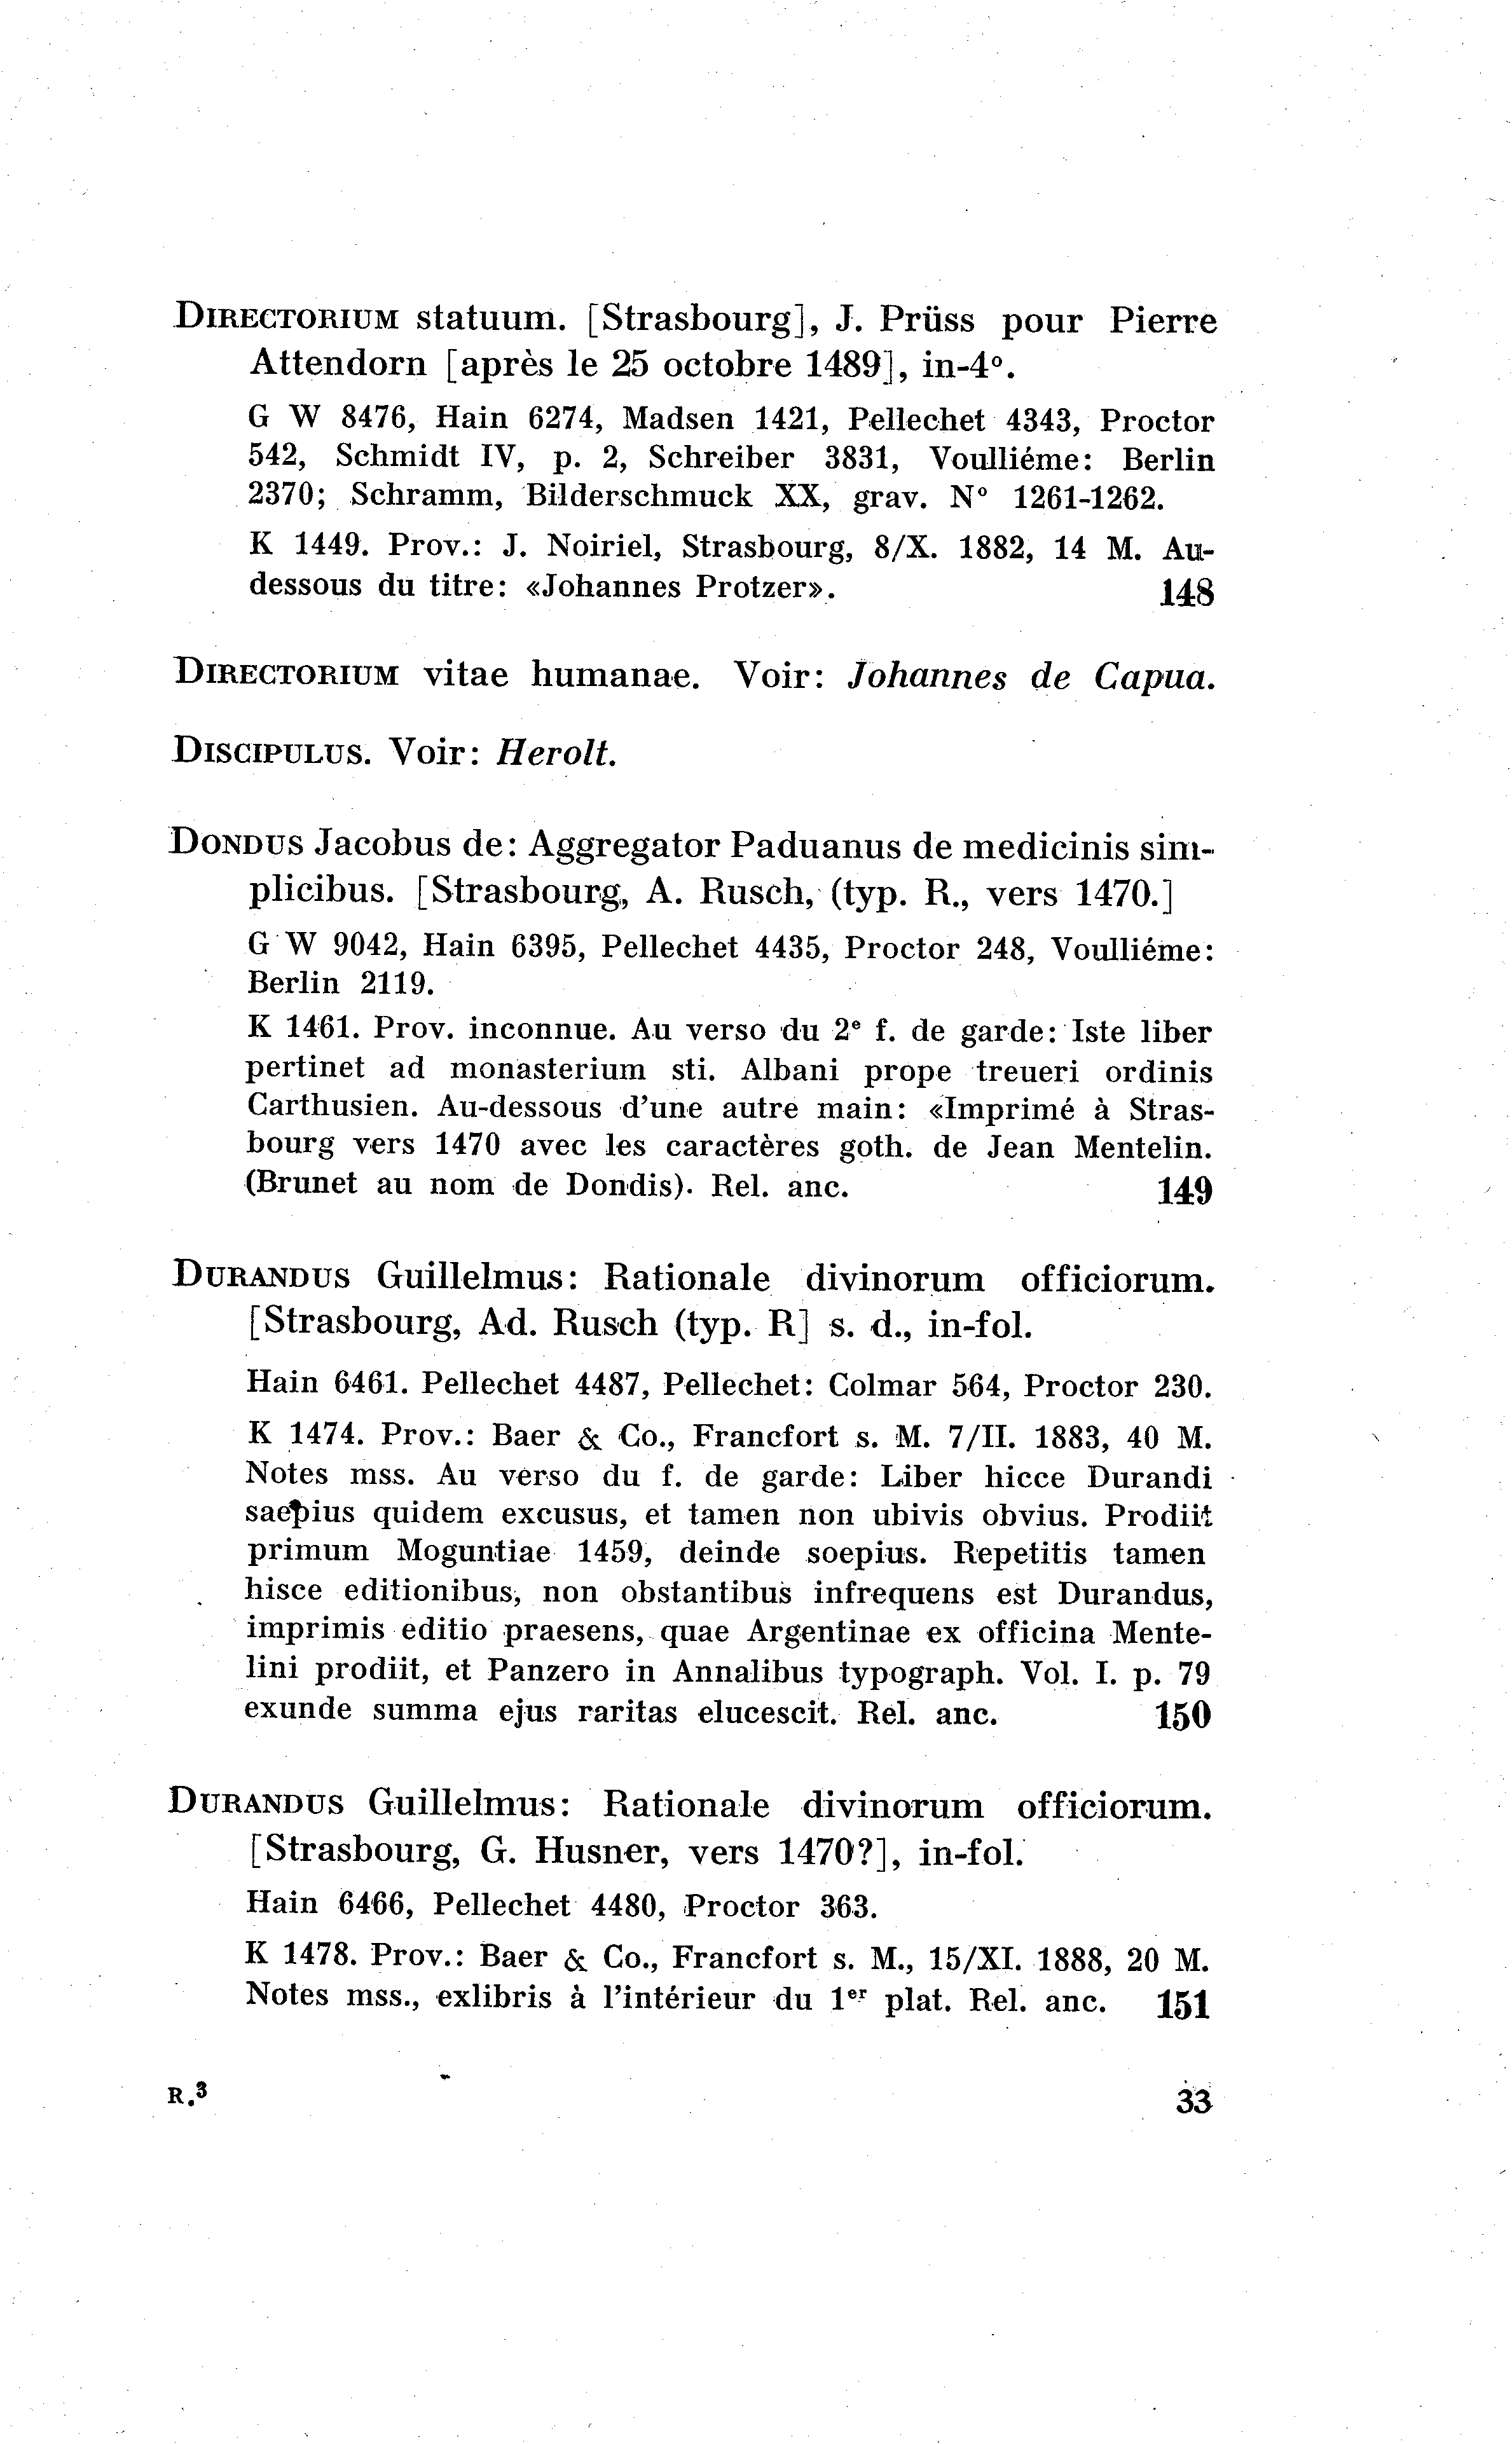 DIRECTORIUM statuum. [Strasbourg], J. Prüss pour Pierre
Attendorn [après le 25 octobre 1489], in-4º.
G W 8476, Hain 6274, Madsen 1421, Pellechet 4343, Proctor
542, Schmidt IV, p. 2, Schreiber 3831, Voulliéme: Berlin
2370; Schramm, Bilderschmuck XX, grav. Nº 1261-1262.
K 1449. Prov.: J. Noiriel, Strasbourg, 8/X. 1882, 14 M. Au-
dessous du titre: «Johannes Protzer». 148
DIRECTORIUM vitae humanae. Voir: Johannes de Capua.
DISCIPULUS. Voir: Herolt.
DONDUS Jacobus de: Aggregator Paduanus de medicinis sim-
plicibus. [Strasbourg, A. Rusch, (typ. R., vers 1470.]
G W 9042, Hain 6395, Pellechet 4435, Proctor 248, Voulliéme:
Berlin 2119.
K 1461. Prov. inconnue. Au verso du 2e f. de garde: Iste liber
pertinet ad monasterium sti. Albani prope treueri ordinis
Carthusien. Au-dessous d'une autre main: «Imprimé à Stras-
bourg vers 1470 avec les caractères goth. de Jean Mentelin.
(Brunet au nom de Dondis). Rel. anc. 149
DURANDUS Guillelmus: Rationale divinorum officiorum.
[Strasbourg, Ad. Rusch (typ. R] s. d., in-fol.
Hain 6461. Pellechet 4487, Pellechet: Colmar 564, Proctor 230.
K 1474. Prov.: Baer & Co., Francfort s. M. 7/II. 1883, 40 M.
Notes mss. Au verso du f. de garde: Liber hicce Durandi
saepius quidem excusus, et tamen non ubivis obvius. Prodiit
primum Moguntiae 1459, deinde soepius. Repetitis tamen
hisce editionibus, non obstantibus infrequens est Durandus,
imprimis editio praesens, quae Argentinae ex officina Mente-
lini prodiit, et Panzero in Annalibus typograph. Vol. I. p. 79
exunde summa ejus raritas elucescit. Rel. anc. 150
DURANDUS Guillelmus: Rationale divinorum officiorum.
[Strasbourg, G. Husner, vers 1470?], in-fol.
Hain 6466, Pellechet 4480, Proctor 363.
K 1478. Prov.: Baer & Co., Francfort s. M., 15/XI. 1888, 20 M.
Notes mss., exlibris à l'intérieur du 1er plat. Rel. anc. 151
R.3 33